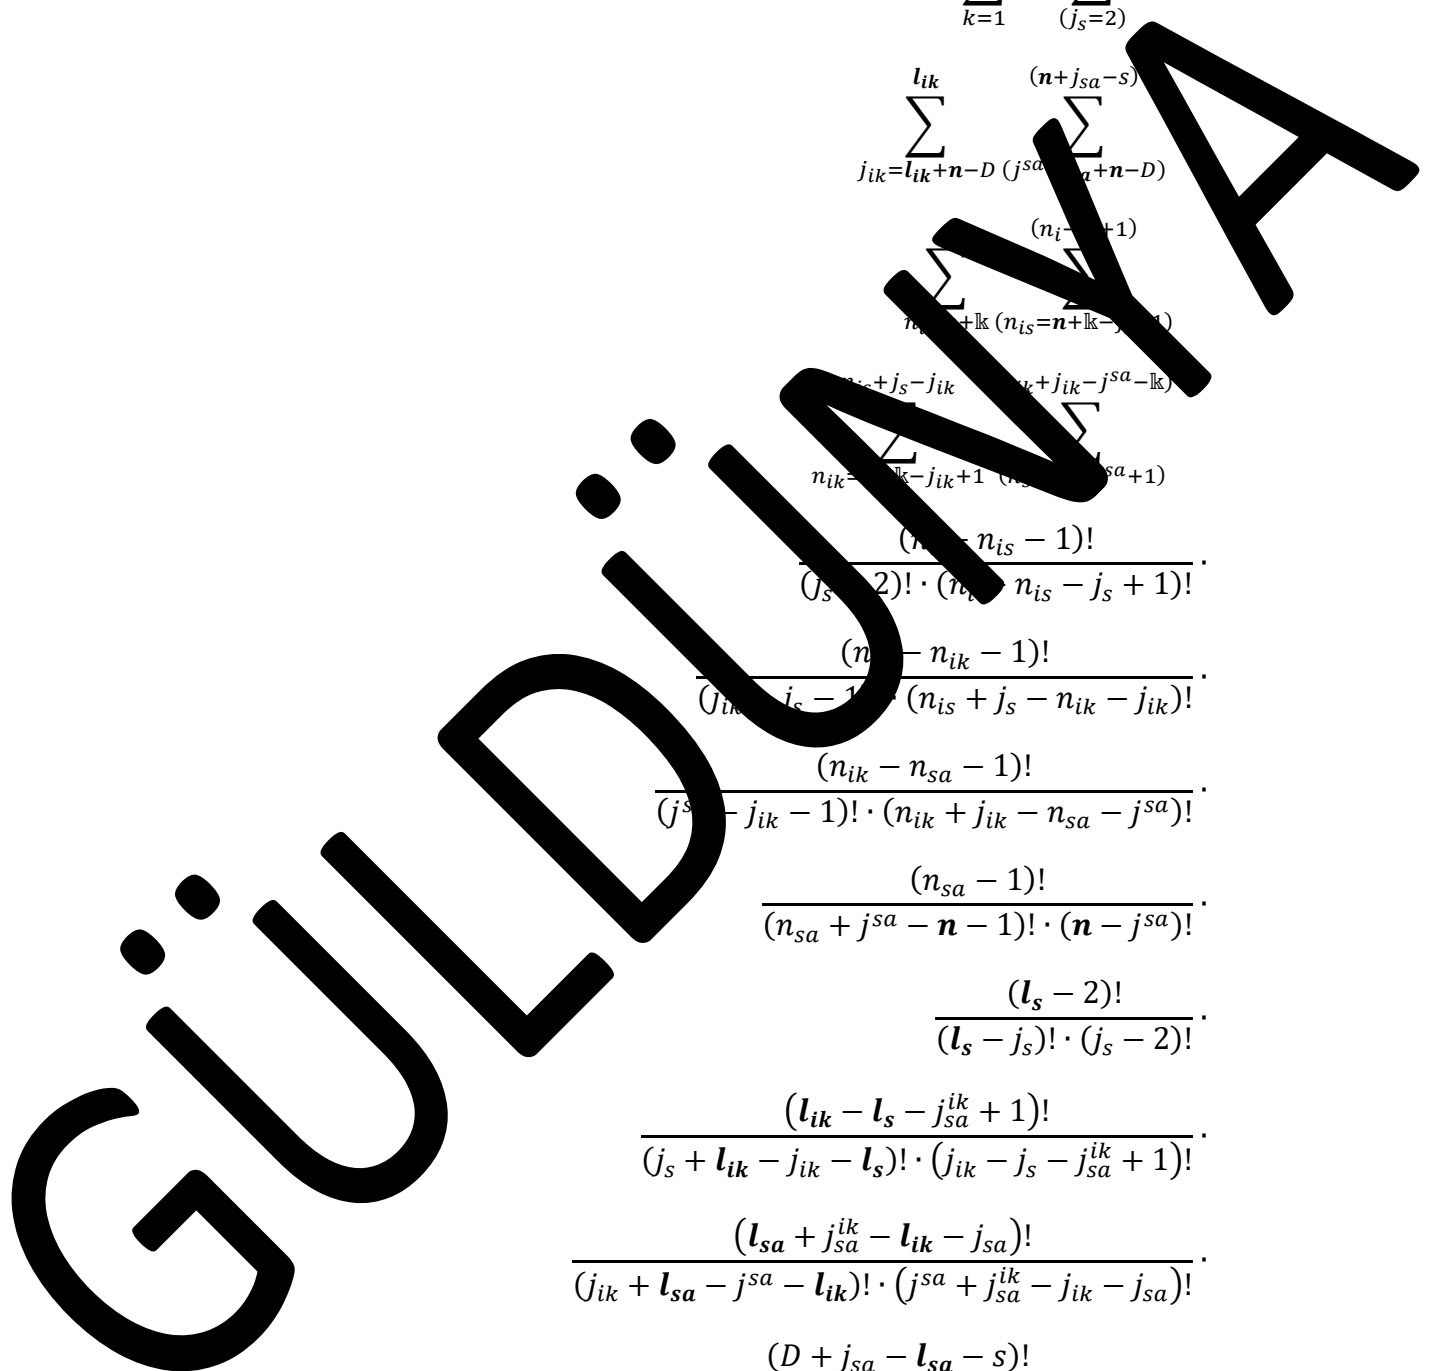 k=1 (j_s=2)
l_ik (n+j_sa−s)
∑ ∑
j_ik=l_ik+n−D (j^sa a+n−D)
(n_i− +1)
∑ ∑
+𝕜 (n_is=n+𝕜−
+j_s−j_ik +j_ik−j^sa−𝕜)
∑ ∑
n_ik= 𝕜−j_ik+1 sa+1)
n_is − 1)!
(j_s 2)! · (n_i n_is − j_s + 1)! ·
− n_ik − 1)!
(j_ik j_s − 1 · (n_is + j_s − n_ik − j_ik)! ·
(n_ik − n_sa − 1)!
− j_ik − 1)! · (n_ik + j_ik − n_sa − j^sa)! ·
(n_sa − 1)!
(n_sa + j^sa − n − 1)! · (n − j^sa)! ·
(l_s − 2)!
(l_s − j_s)! · (j_s − 2)! ·
(l_ik − l_s − j_sa^ik + 1)!
(j_s + l_ik − j_ik − l_s)! · (j_ik − j_s − j_sa^ik + 1)! ·
(l_sa + j_sa^ik − l_ik − j_sa)!
(j_ik + l_sa − j^sa − l_ik)! · (j^sa + j_sa^ik − j_ik − j_sa)! ·
(D + j_sa − l_sa − s)!
GÜLDÜNYA